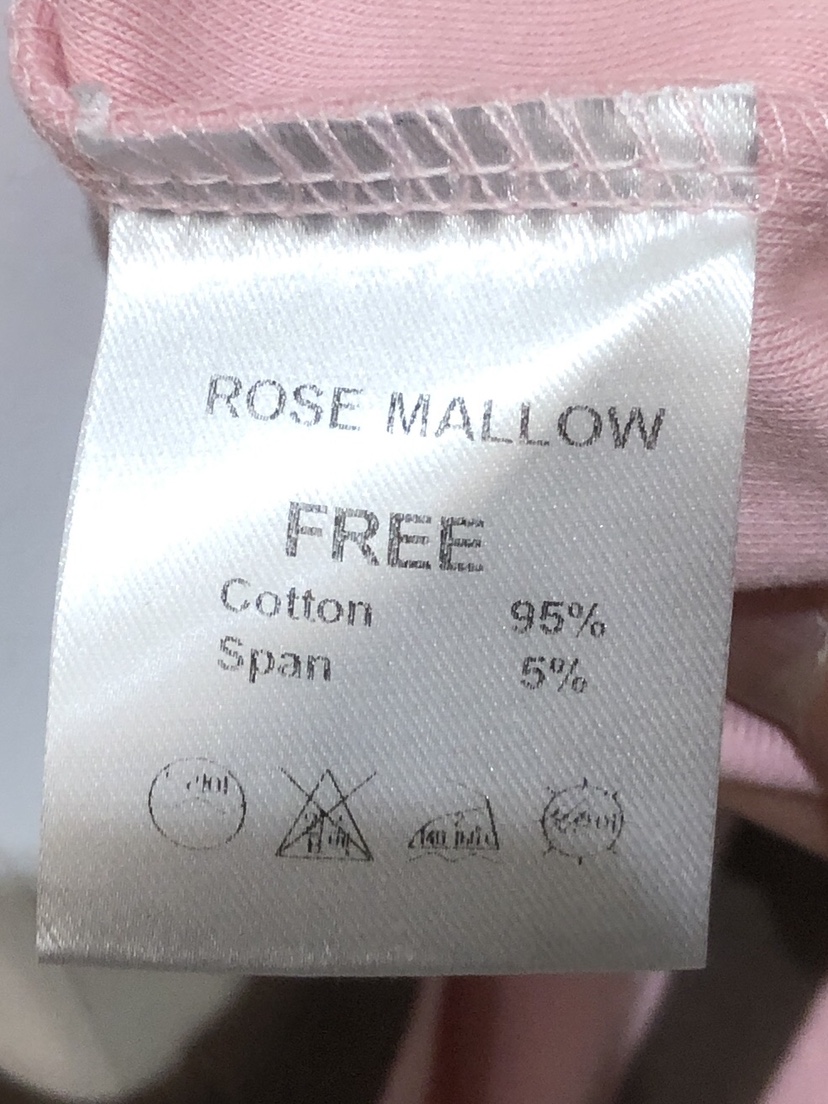 ROSE MALLOW
FREE
Cotton 95%
Span 5%